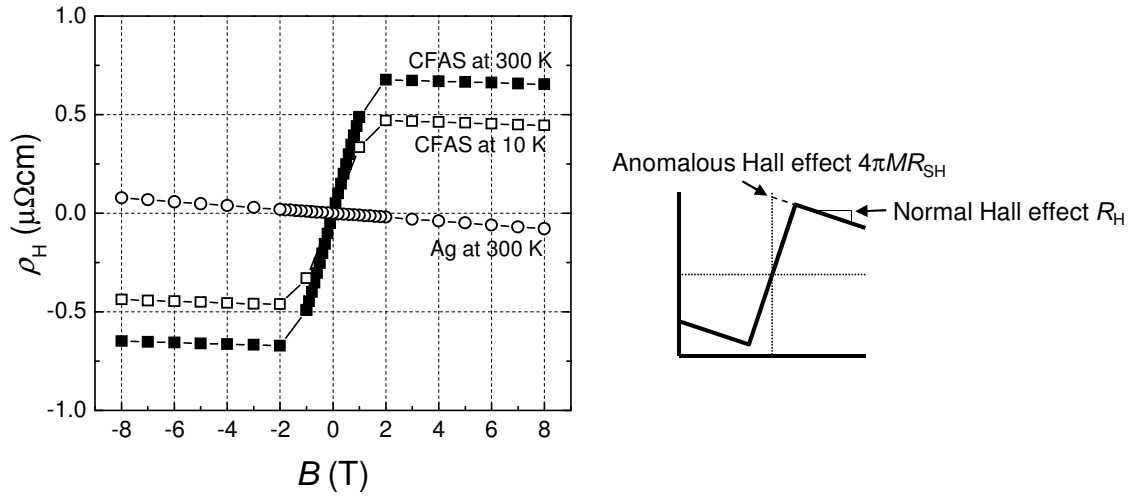 1.0
CFAS at 300 K
0.5
CFAS at 10 K
0.0
Ag at 300K
-0.5
-1.0
ρH (μΩcm)
-8 -6 -4 -2 0 2 4 6 8
B (T)
Anomalous Hall effect 4πMRSH
Normal Hall effect RH